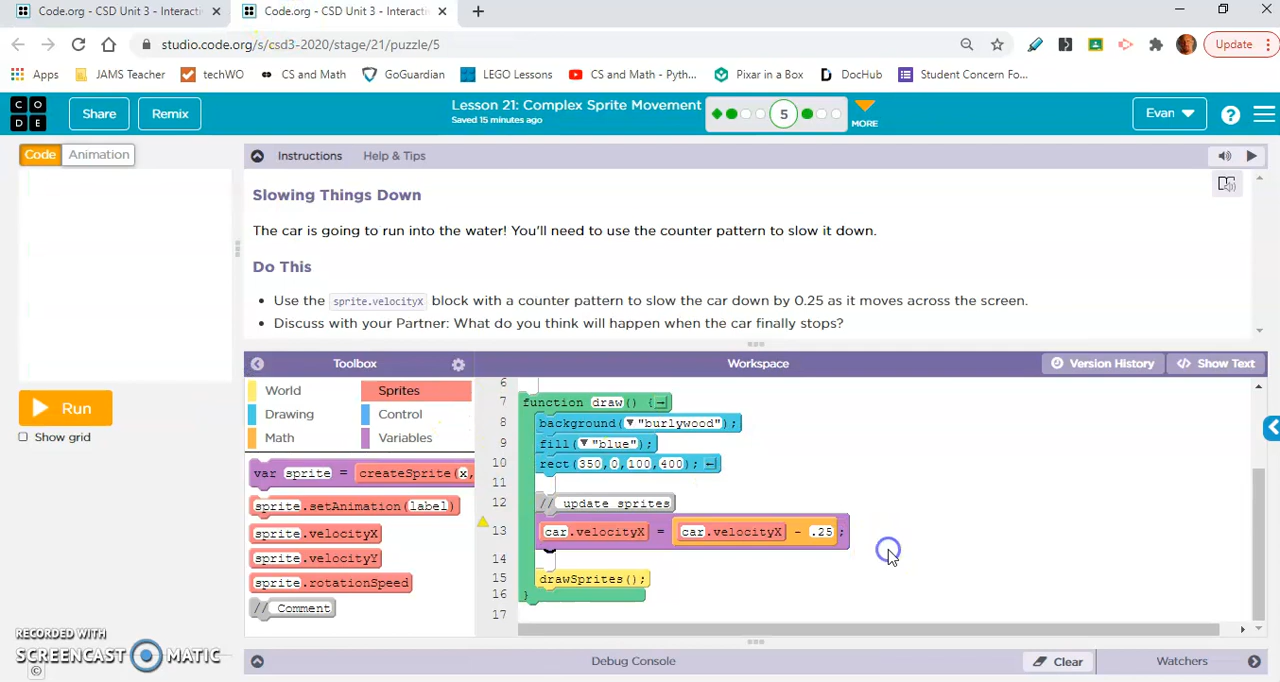 Code.org - CSD Unit 3 - Interacti
Code.org - CSD Unit 3 - Interacti
studio.code.org/s/csd3-2020/stage/21/puzzle/5
Update
Apps
JAMS Teacher
techWO
CS and Math
GoGuardian
LEGO Lessons
CS and Math - Pyth...
Pixar in a Box
DocHub
Student Concern Fo...
C O
D E
Share
Remix
Lesson 21: Complex Sprite Movement
Saved 15 minutes ago
5
MORE
Evan
?
Code
Animation
Instructions
Help & Tips
Slowing Things Down
The car is going to run into the water! You'll need to use the counter pattern to slow it down.
Do This
Use the sprite.velocityX block with a counter pattern to slow the car down by 0.25 as it moves across the screen.
Discuss with your Partner: What do you think will happen when the car finally stops?
Toolbox
Workspace
Version History
</> Show Text
World
Sprites
Drawing
Control
Math
Variables
Run
Show grid
var sprite = createSprite(x,
sprite.setAnimation(label)
sprite.velocityX
sprite.velocityY
sprite.rotationSpeed
// Comment
6
7 function draw() {
8 background("burlywood");
9 fill("blue");
10 rect(350,0,100,400);
11
12 // update sprites
13 car.velocityX = car.velocityX - .25;
14
15 drawSprites();
16 }
17
RECORDED WITH
SCREENCAST MATIC
©
Debug Console
Clear
Watchers